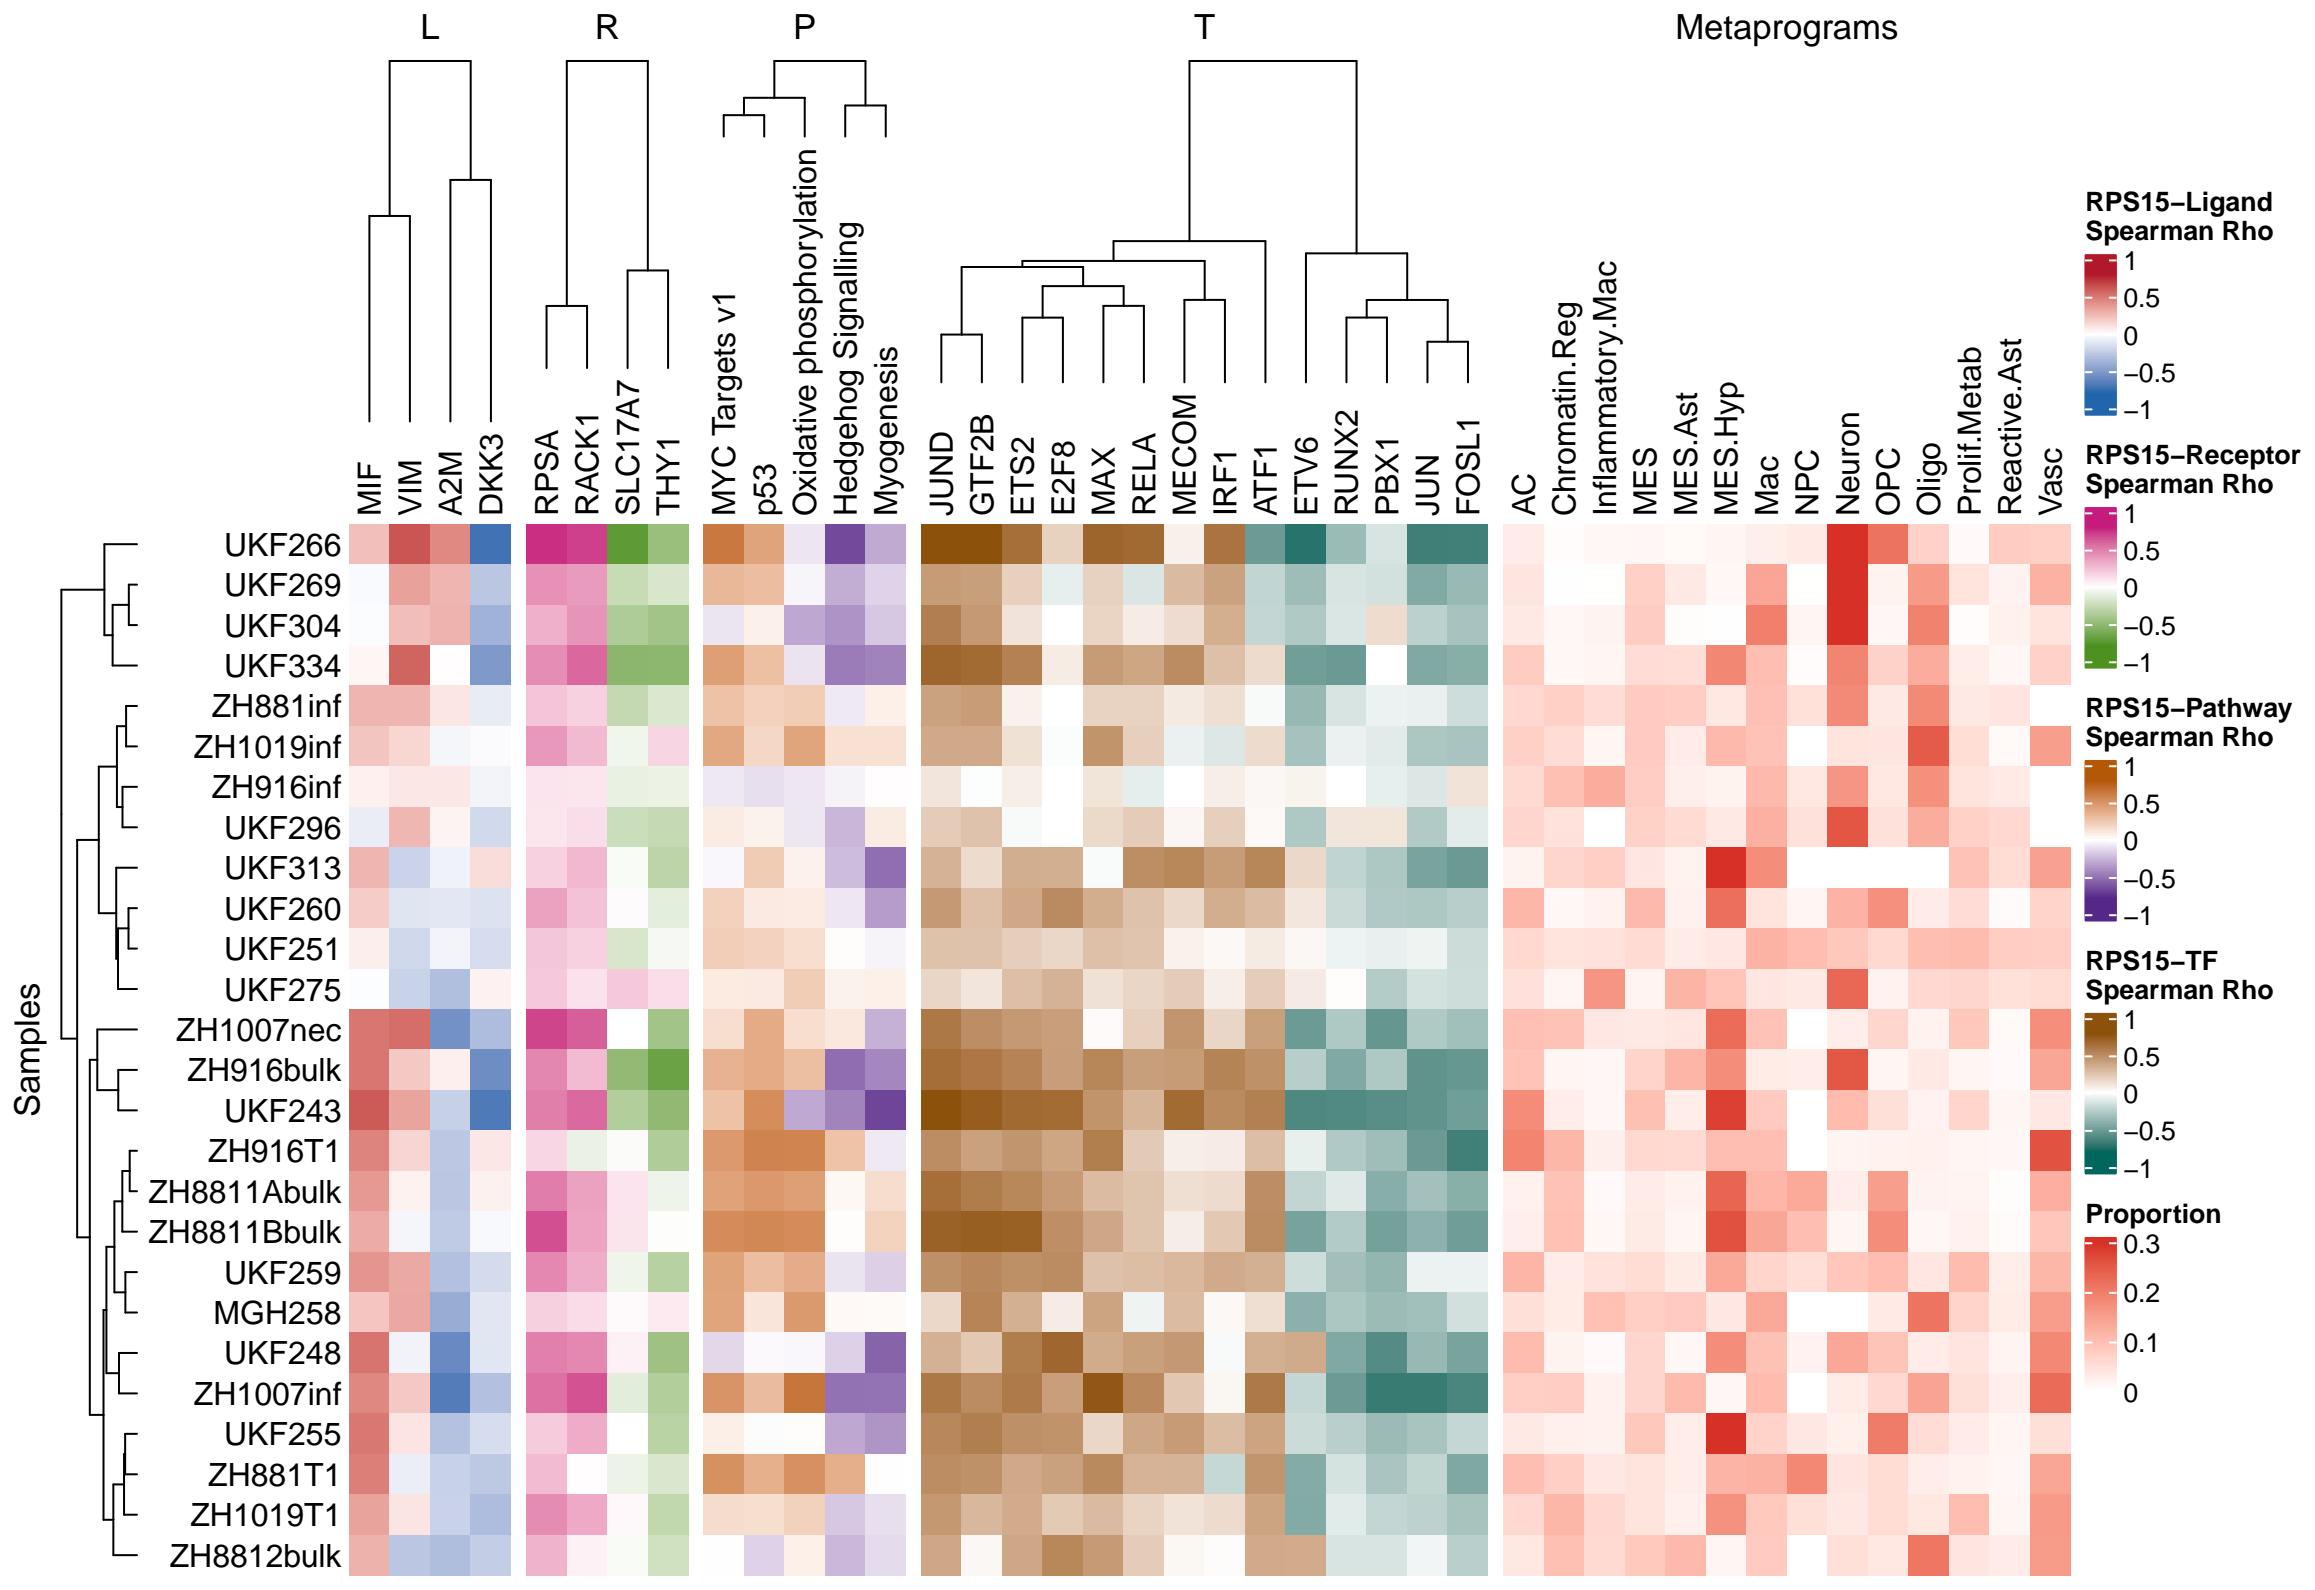 L R P T Metaprograms
MIF
VIM
A2M
DKK3
RPSA
RACK1
SLC17A7
THY1
MYC Targets v1
p53
Oxidative phosphorylation
Hedgehog Signalling
Myogenesis
JUND
GTF2B
ETS2
E2F8
MAX
RELA
MECOM
IRF1
ATF1
ETV6
RUNX2
PBX1
JUN
FOSL1
AC
Chromatin.Reg
Inflammatory.Mac
MES
MES.Ast
MES.Hyp
Mac
NPC
Neuron
OPC
Oligo
Prolif.Metab
Reactive.Ast
Vasc
Samples
UKF266
UKF269
UKF304
UKF334
ZH881inf
ZH1019inf
ZH916inf
UKF296
UKF313
UKF260
UKF251
UKF275
ZH1007nec
ZH916bulk
UKF243
ZH916T1
ZH8811Abulk
ZH8811Bbulk
UKF259
MGH258
UKF248
ZH1007inf
UKF255
ZH881T1
ZH1019T1
ZH8812bulk
RPS15–Ligand
Spearman Rho
1
0.5
0
–0.5
–1
RPS15–Receptor
Spearman Rho
1
0.5
0
–0.5
–1
RPS15–Pathway
Spearman Rho
1
0.5
0
–0.5
–1
RPS15–TF
Spearman Rho
1
0.5
0
–0.5
–1
Proportion
0.3
0.2
0.1
0